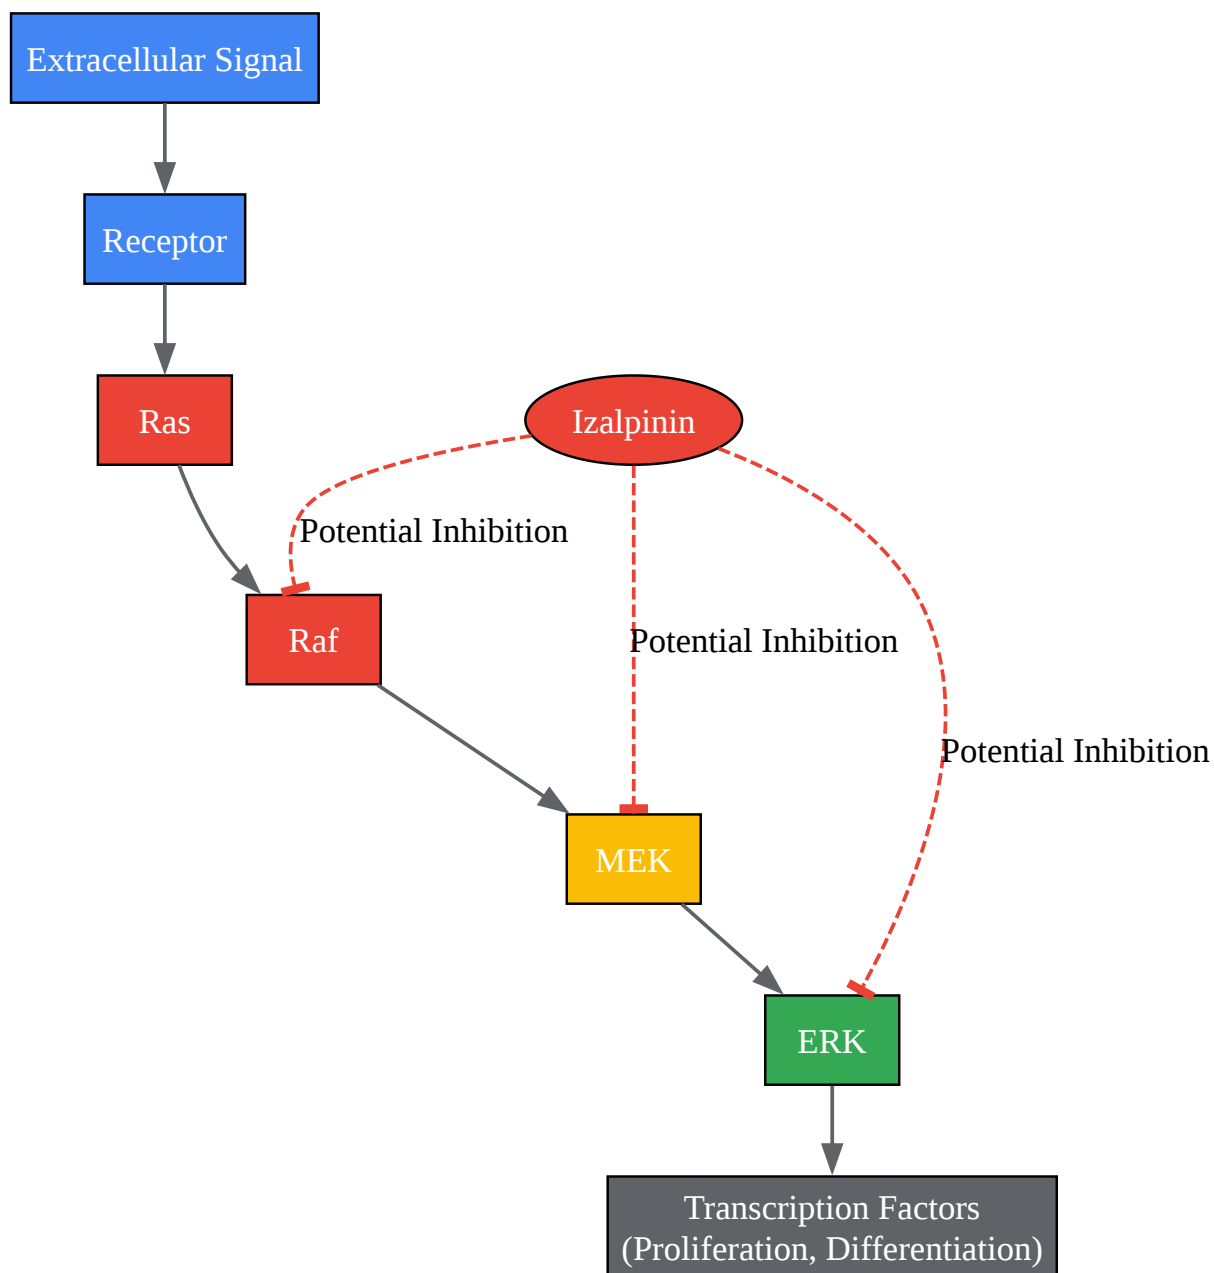 Extracellular Signal
Receptor
Ras
Izalpinin
Potential Inhibition
Raf
Potential Inhibition
Potential Inhibition
MEK
ERK
Transcription Factors
(Proliferation, Differentiation)